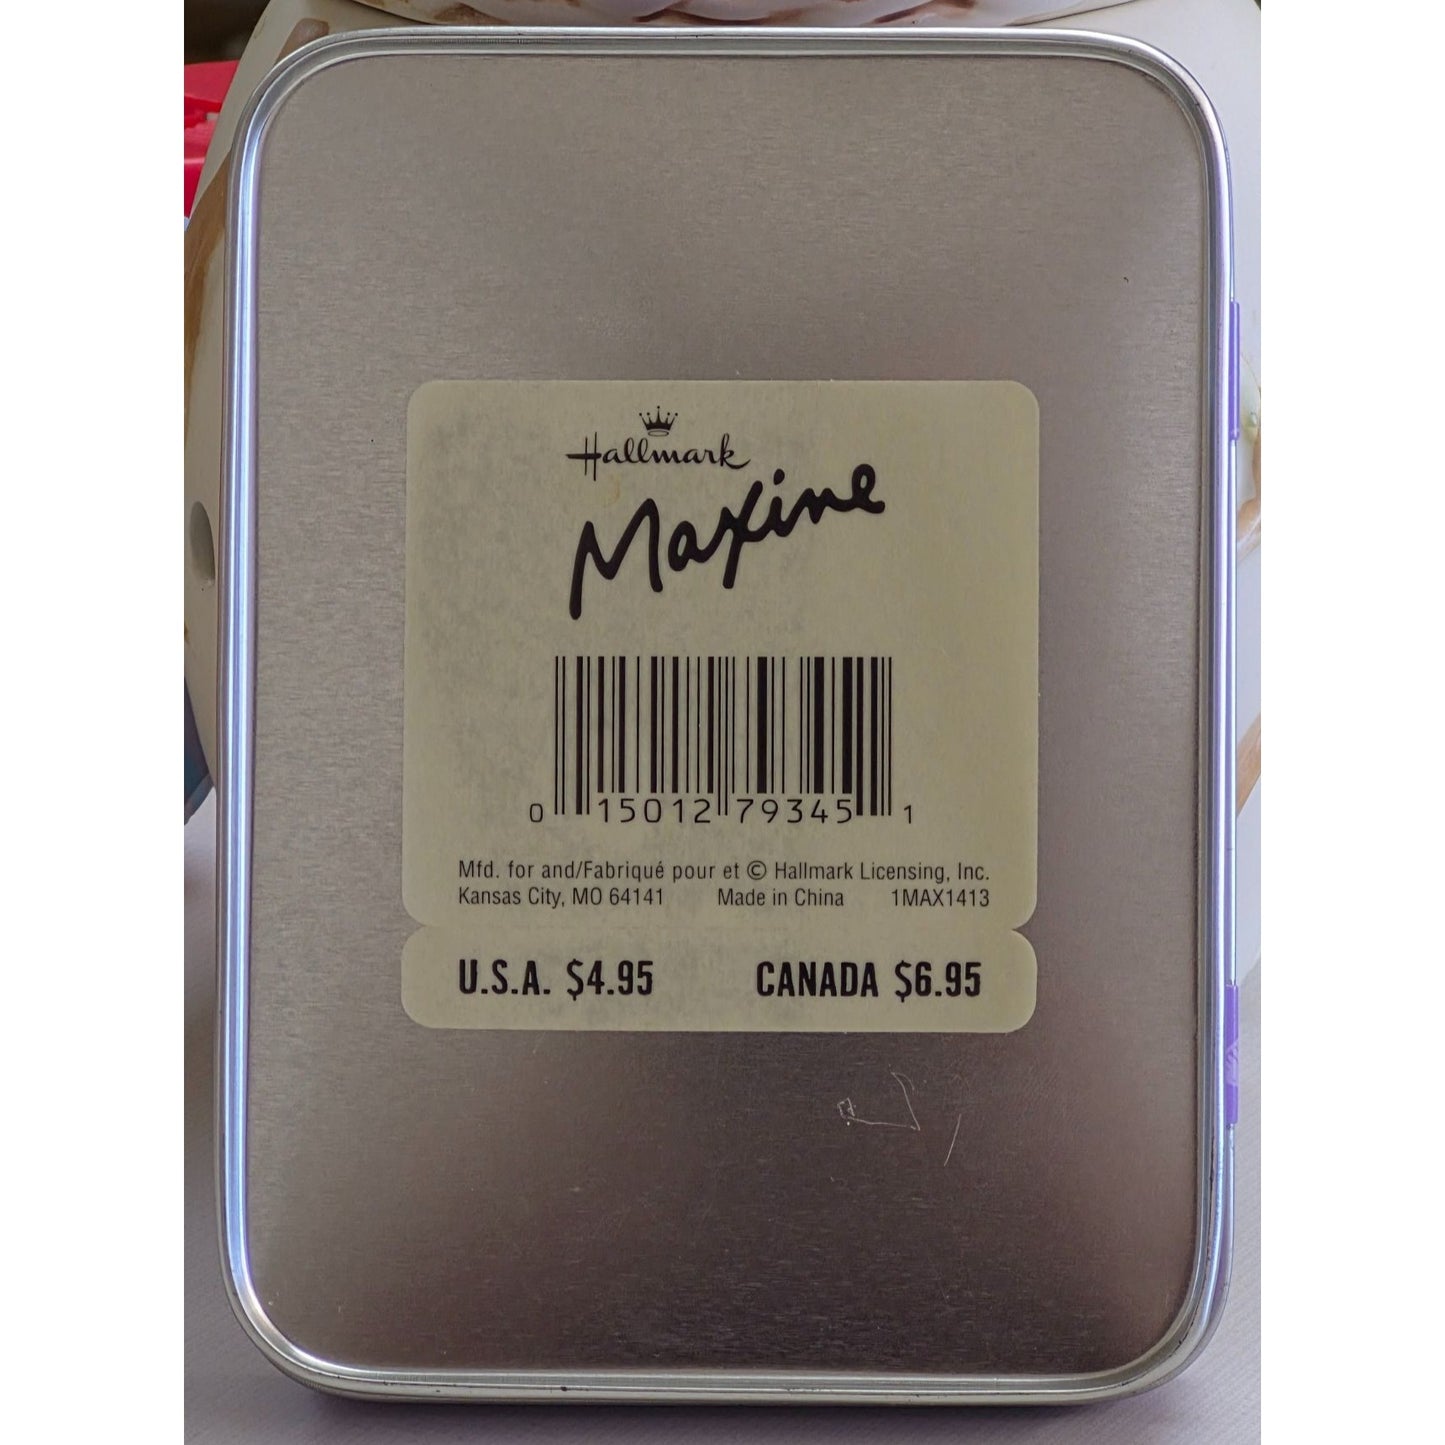 Hallmark
Maxine
0 15012 79345 1
Mfd. for and/Fabriqué pour et © Hallmark Licensing, Inc.
Kansas City, MO 64141 Made in China 1MAX1413
U.S.A. $4.95 CANADA $6.95